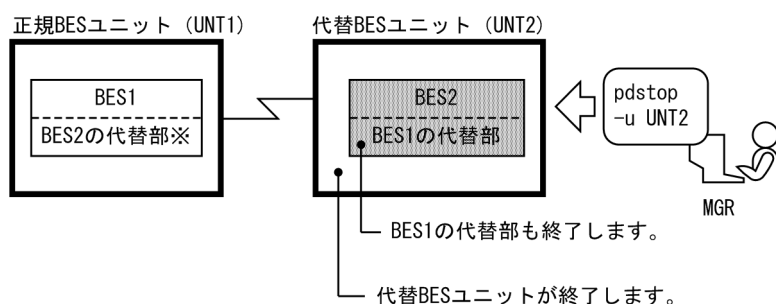 正規BESユニット（UNT1）
代替BESユニット（UNT2）
BES1
BES2の代替部※
BES2
BES1の代替部
pdstop
-u UNT2
MGR
BES1の代替部も終了します。
代替BESユニットが終了します。